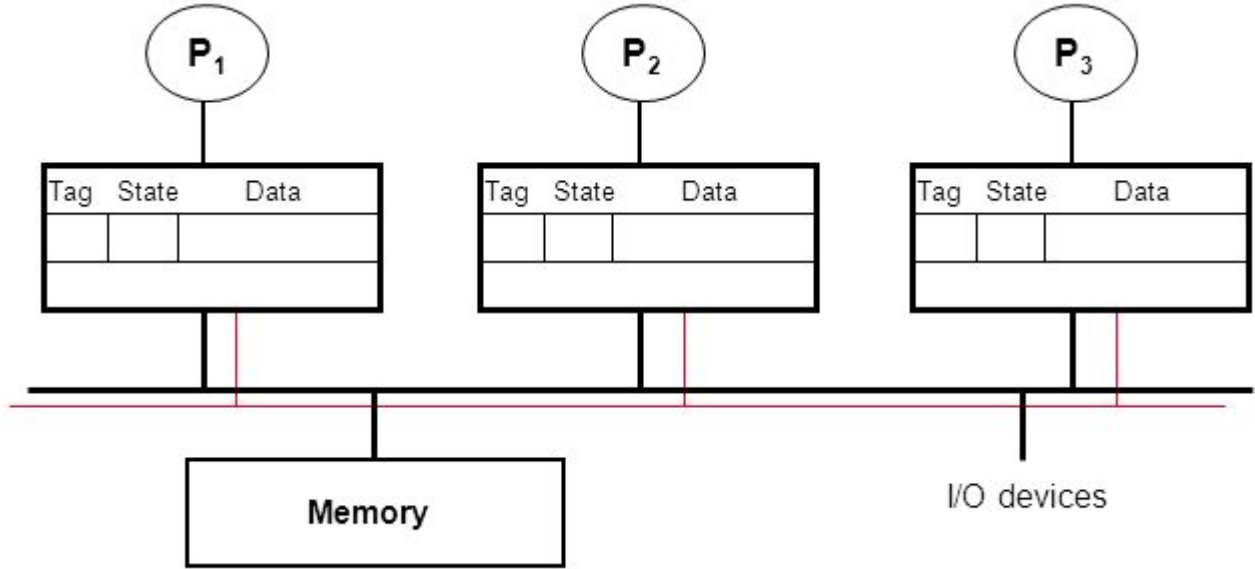 P1 P2 P3
Tag State Data Tag State Data Tag State Data
Memory
I/O devices